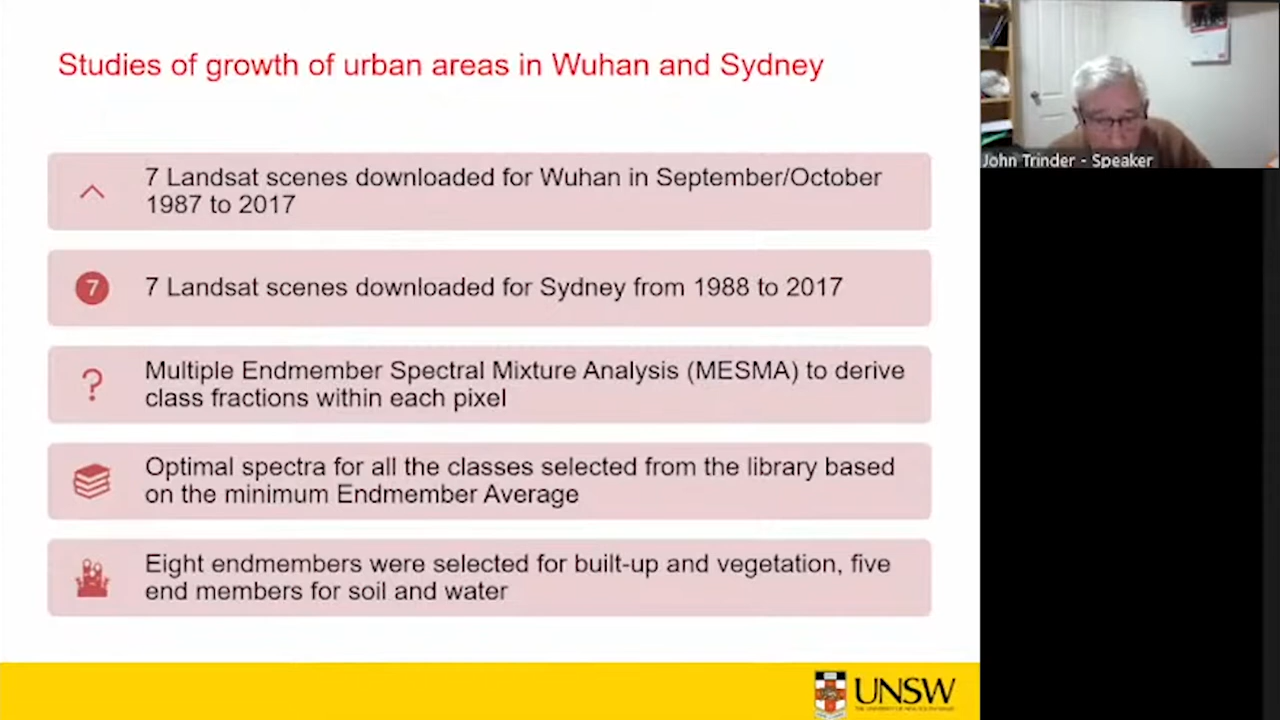 Studies of growth of urban areas in Wuhan and Sydney
7 Landsat scenes downloaded for Wuhan in September/October
1987 to 2017
7
7 Landsat scenes downloaded for Sydney from 1988 to 2017
?
Multiple Endmember Spectral Mixture Analysis (MESMA) to derive
class fractions within each pixel
Optimal spectra for all the classes selected from the library based
on the minimum Endmember Average
Eight endmembers were selected for built-up and vegetation, five
end members for soil and water
UNSW
John Trinder - Speaker